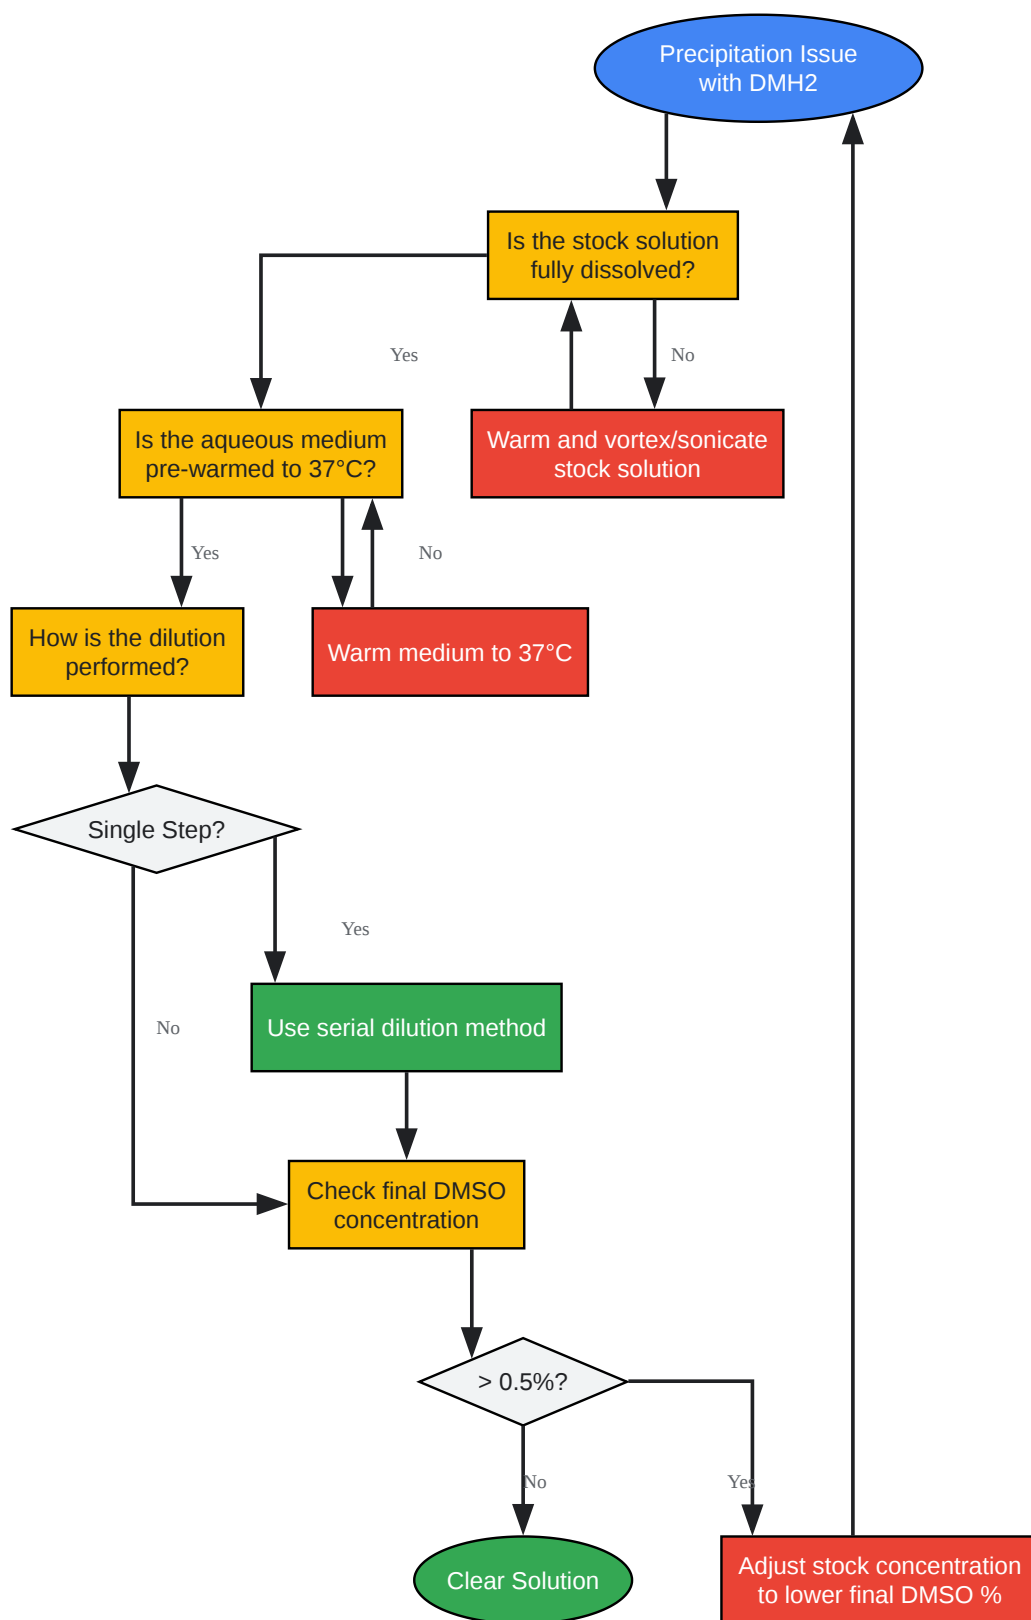 Precipitation Issue
with DMH2
Is the stock solution
fully dissolved?
Yes
No
Is the aqueous medium
pre-warmed to 37°C?
Warm and vortex/sonicate
stock solution
Yes
No
How is the dilution
performed?
Warm medium to 37°C
Single Step?
Yes
Use serial dilution method
No
Check final DMSO
concentration
> 0.5%?
No
Yes
Clear Solution
Adjust stock concentration
to lower final DMSO %